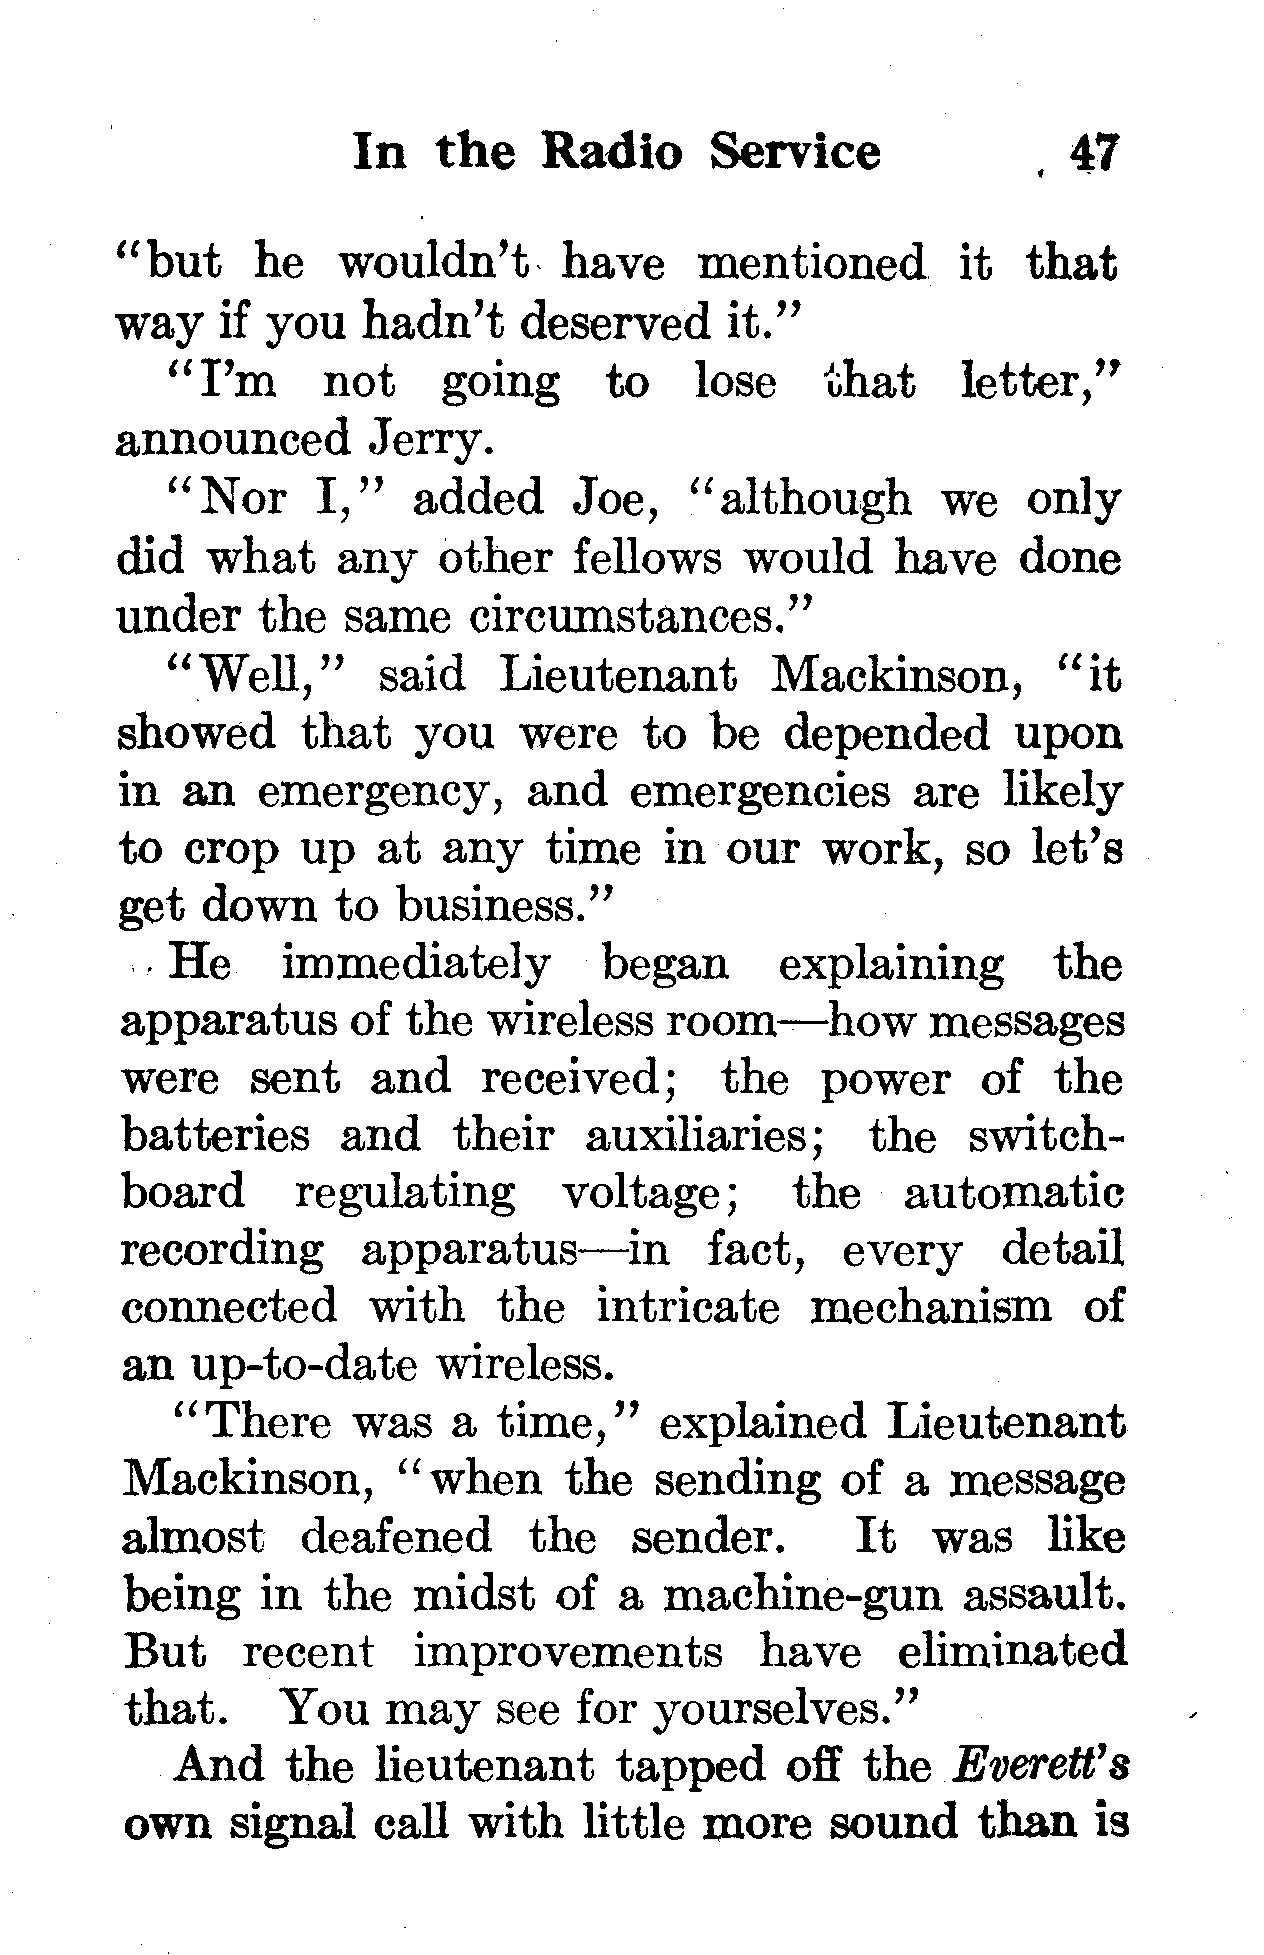 In the Radio Service 47
"but he wouldn't have mentioned it that
way if you hadn't deserved it."
"I'm not going to lose that letter,"
announced Jerry.
"Nor I," added Joe, "although we only
did what any other fellows would have done
under the same circumstances."
"Well," said Lieutenant Mackinson, "it
showed that you were to be depended upon
in an emergency, and emergencies are likely
to crop up at any time in our work, so let's
get down to business."
He immediately began explaining the
apparatus of the wireless room—how messages
were sent and received; the power of the
batteries and their auxiliaries; the switch-
board regulating voltage; the automatic
recording apparatus—in fact, every detail
connected with the intricate mechanism of
an up-to-date wireless.
"There was a time," explained Lieutenant
Mackinson, "when the sending of a message
almost deafened the sender. It was like
being in the midst of a machine-gun assault.
But recent improvements have eliminated
that. You may see for yourselves."
And the lieutenant tapped off the Everett's
own signal call with little more sound than is